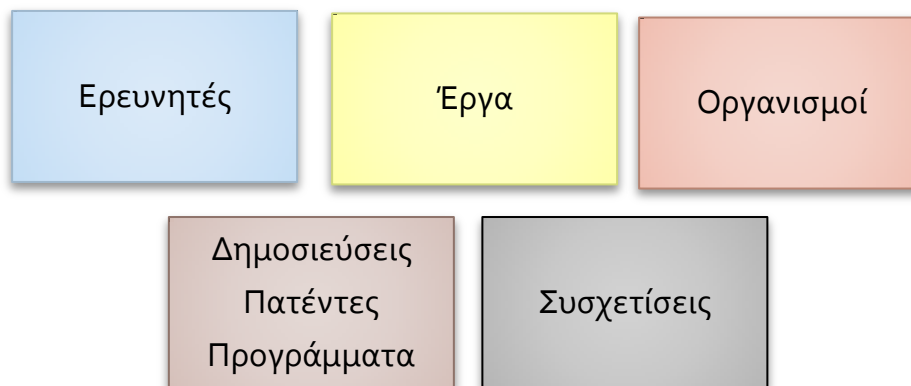 Ερευνητές
Έργα
Οργανισμοί
Δημοσιεύσεις
Πατέντες
Προγράμματα
Συσχετίσεις